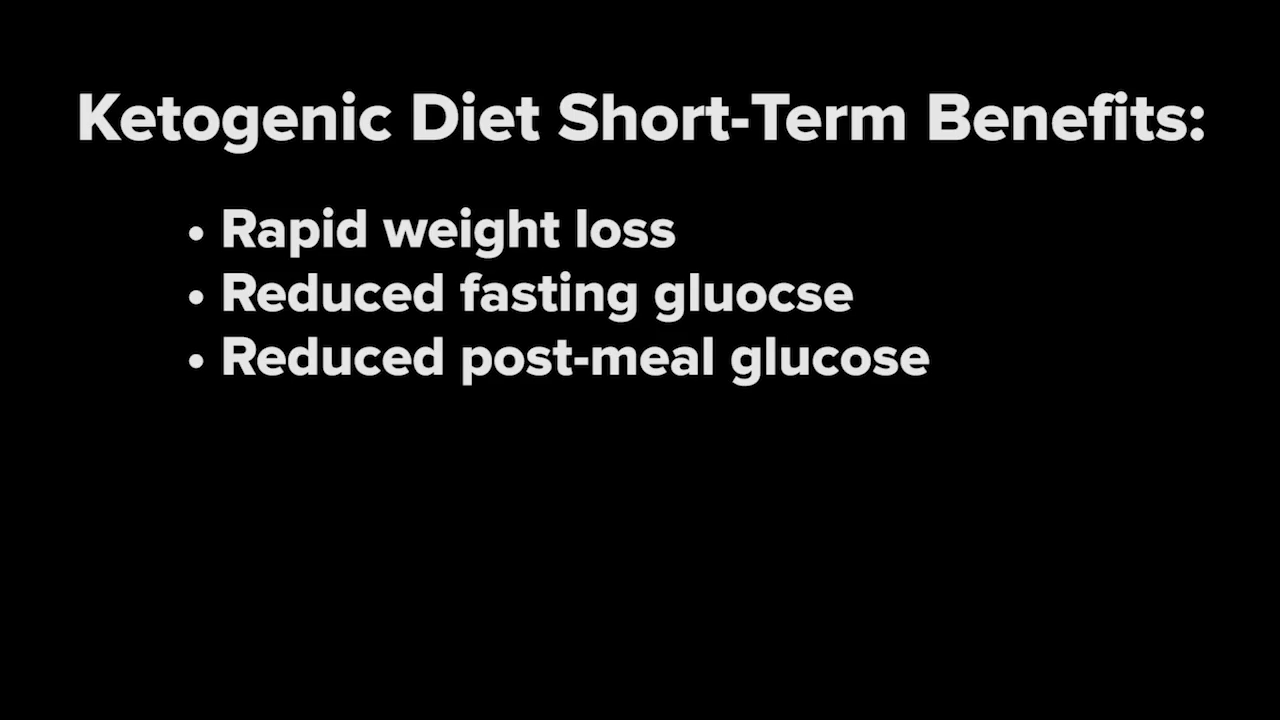 Ketogenic Diet Short-Term Benefits:
• Rapid weight loss
• Reduced fasting gluocse
• Reduced post-meal glucose